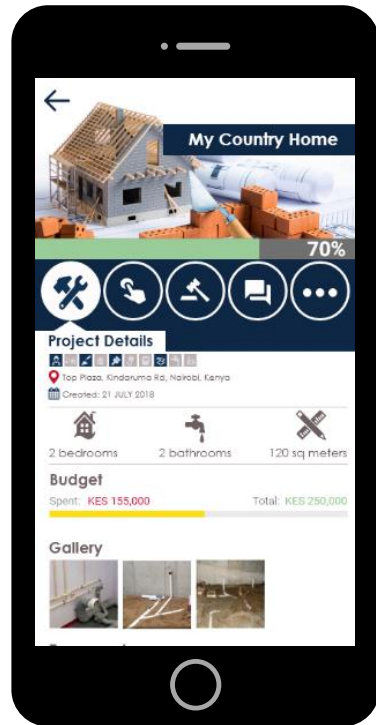 My Country Home
70%
Project Details
Top Plaza, Kindaruma Rd, Nairobi, Kenya
Created: 21 JULY 2018
2 bedrooms
2 bathrooms
120 sq meters
Budget
Spent: KES 155,000
Total: KES 250,000
Gallery